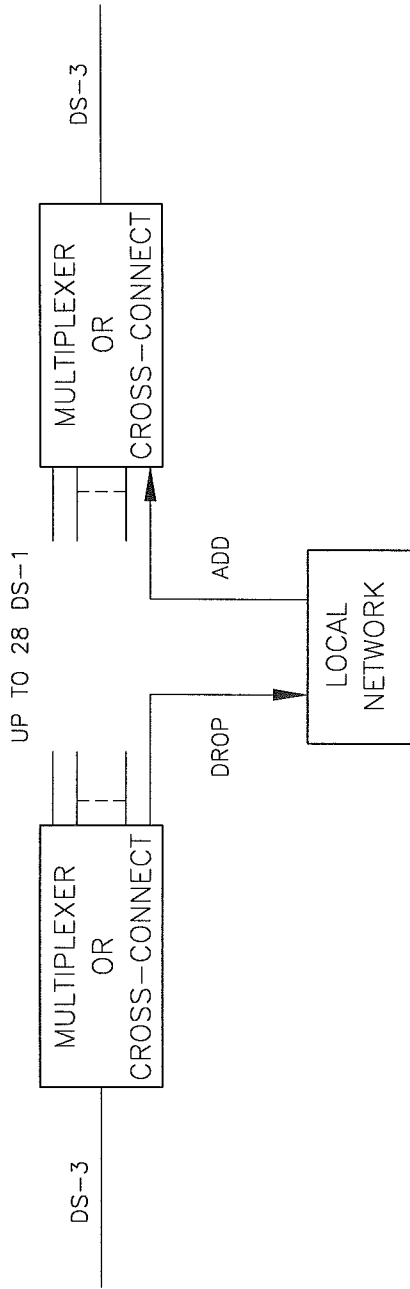 UP TO 28 DS-1
DS-3
MULTIPLEXER
OR
CROSS-CONNECT
MULTIPLEXER
OR
CROSS-CONNECT
DS-3
DROP
ADD
LOCAL
NETWORK